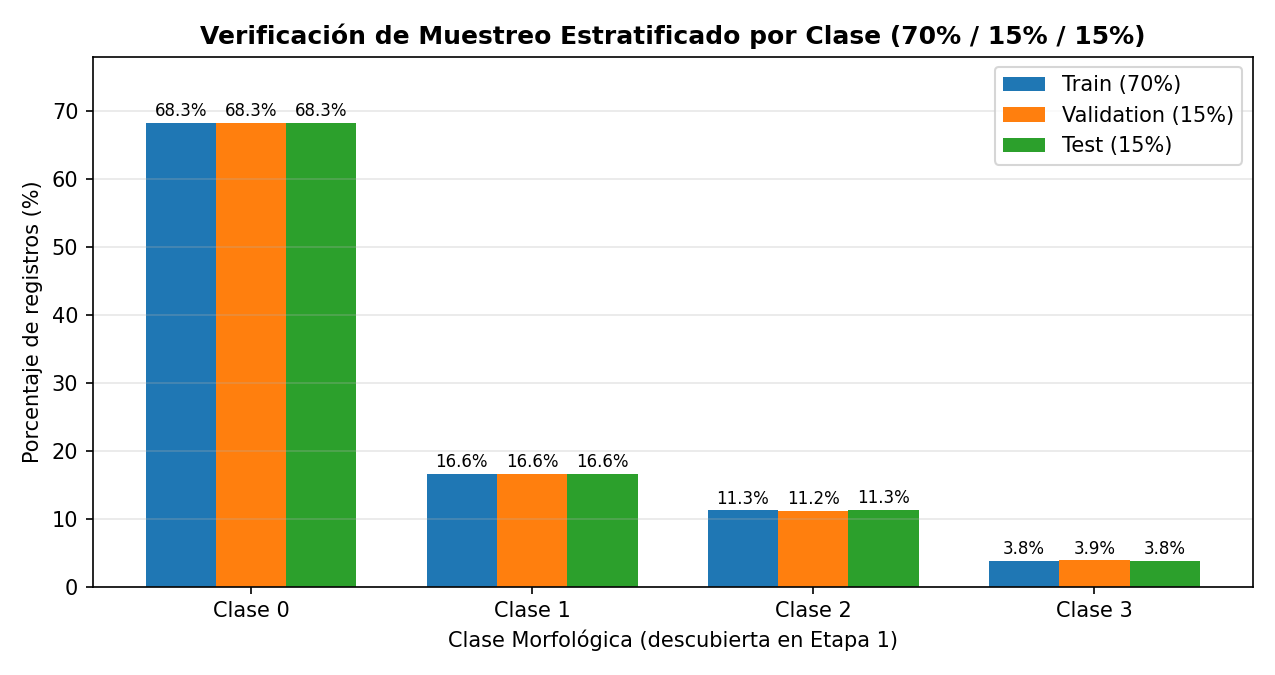 Verificación de Muestreo Estratificado por Clase (70% / 15% / 15%)
Train (70%)
Validation (15%)
Test (15%)
Porcentaje de registros (%)
70
60
50
40
30
20
10
0
68.3% 68.3% 68.3%
16.6% 16.6% 16.6%
11.3% 11.2% 11.3%
3.8% 3.9% 3.8%
Clase 0 Clase 1 Clase 2 Clase 3
Clase Morfológica (descubierta en Etapa 1)